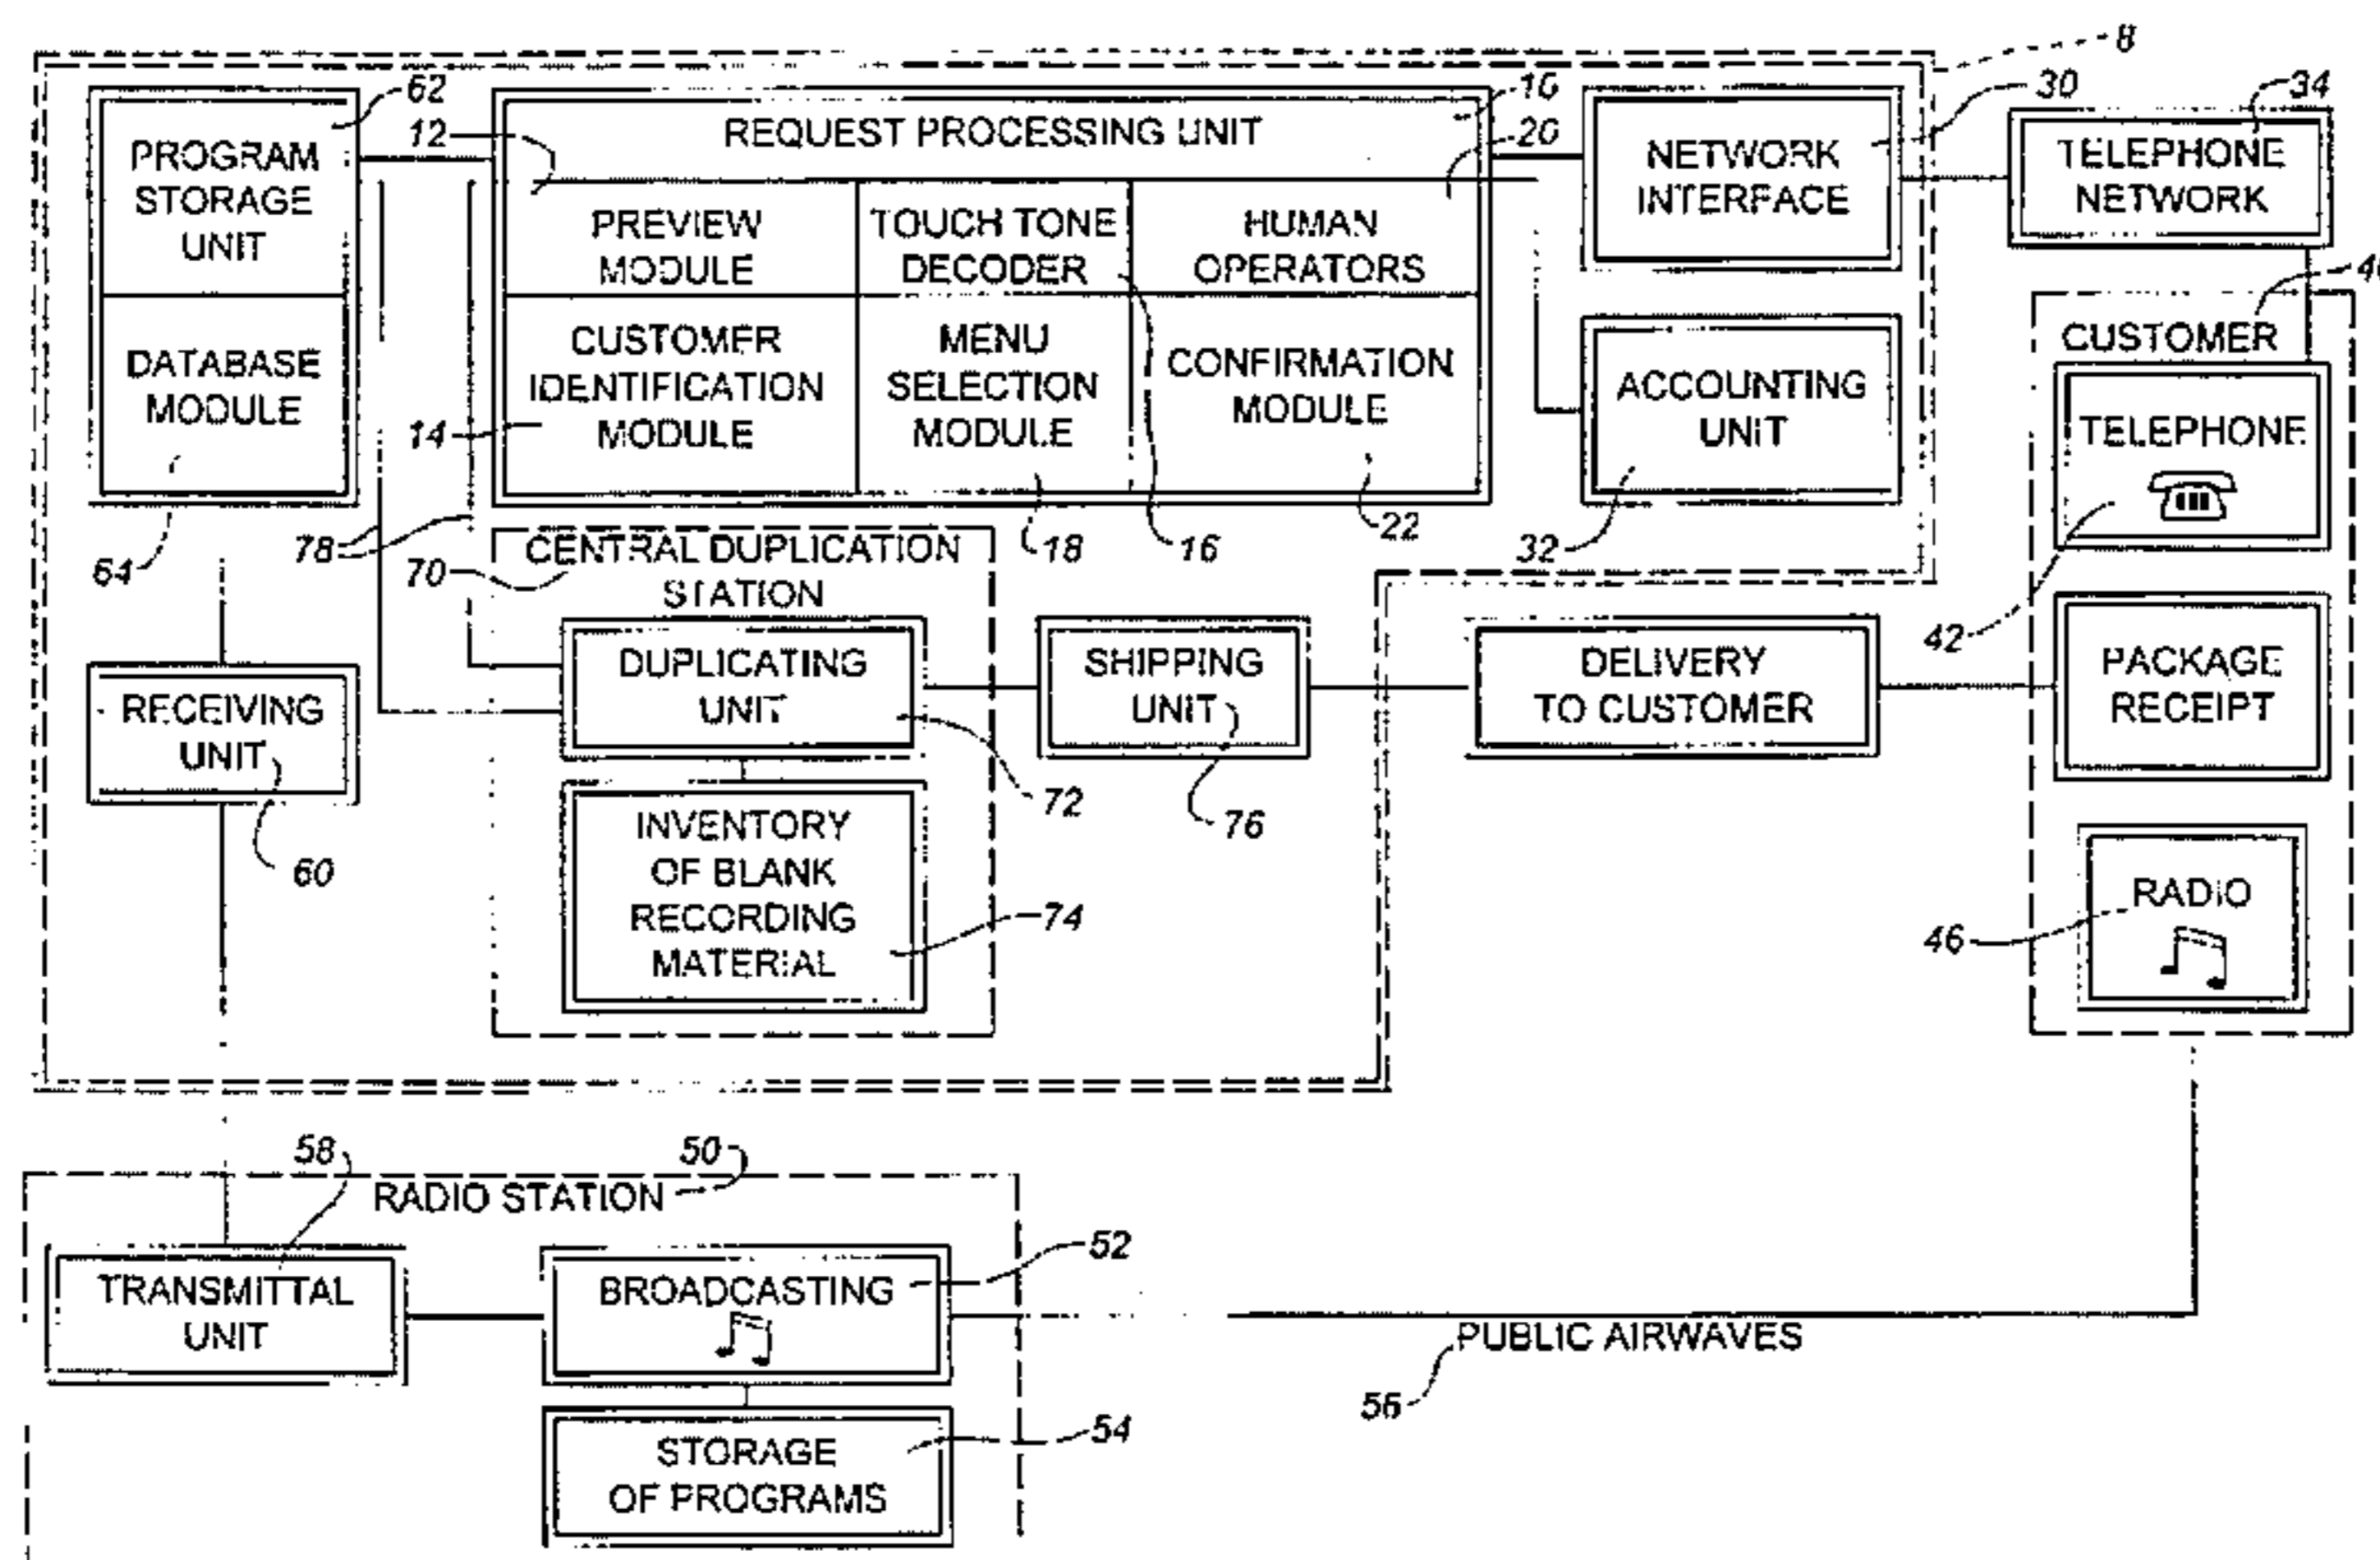 8
62
12
REQUEST PROCESSING UNIT
10
20
30
34
PROGRAM
STORAGE
UNIT
NETWORK
INTERFACE
TELEPHONE
NETWORK
PREVIEW
MODULE
TOUCH TONE
DECODER
HUMAN
OPERATORS
DATABASE
MODULE
14
CUSTOMER
IDENTIFICATION
MODULE
MENU
SELECTION
MODULE
CONFIRMATION
MODULE
ACCOUNTING
UNIT
CUSTOMER
TELEPHONE
64
78
70
CENTRAL DUPLICATION
STATION
18
16
22
32
42
RECEIVING
UNIT
60
DUPLICATING
UNIT
72
SHIPPING
UNIT
76
DELIVERY
TO CUSTOMER
PACKAGE
RECEIPT
INVENTORY
OF BLANK
RECORDING
MATERIAL
74
RADIO
46
58
50
RADIO STATION
TRANSMITTAL
UNIT
BROADCASTING
52
PUBLIC AIRWAVES
56
STORAGE
OF PROGRAMS
54